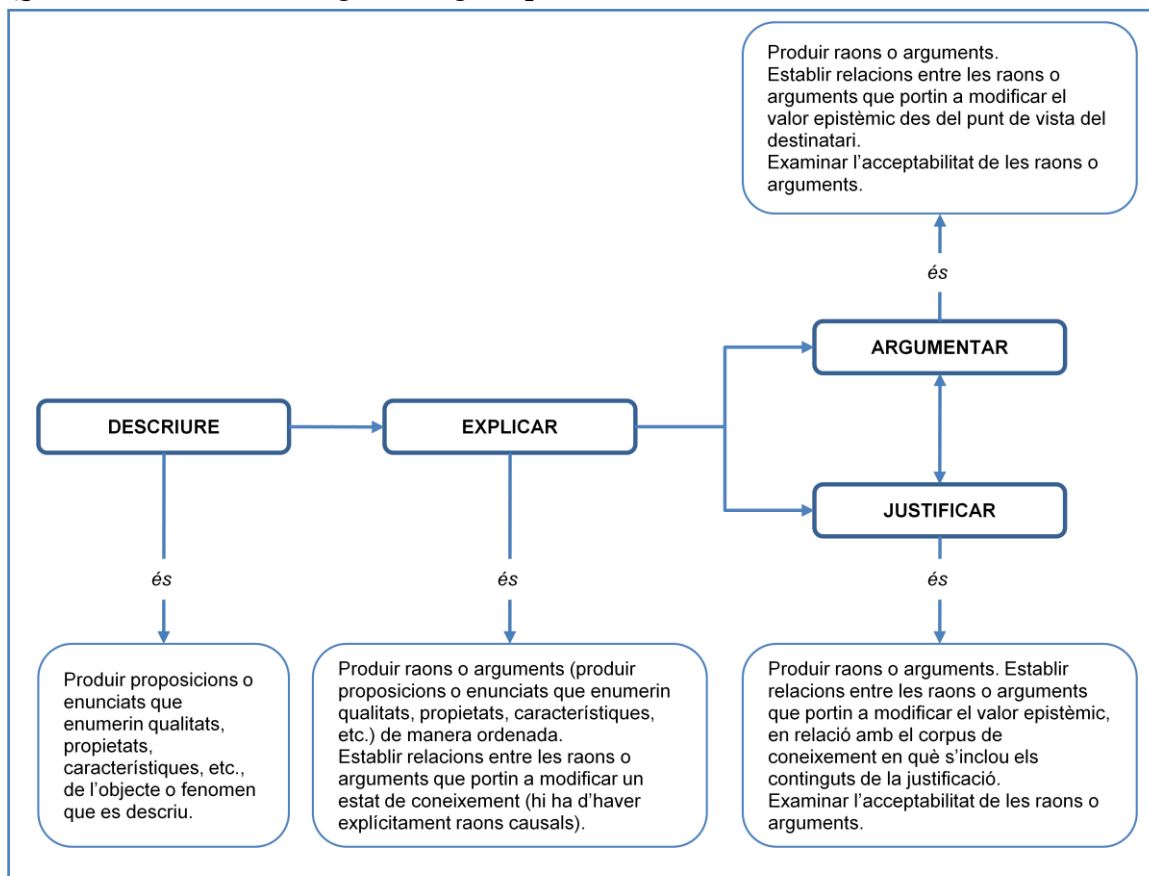 Produir raons o arguments.
Establir relacions entre les raons o
arguments que portin a modificar el
valor epistèmic des del punt de vista del
destinatari.
Examinar l’acceptabilitat de les raons o
arguments.
és
ARGUMENTAR
DESCRIURE
EXPLICAR
JUSTIFICAR
és
és
és
Produir proposicions o
enunciats que
enumerin qualitats,
propietats,
característiques, etc.,
de l’objecte o fenomen
que es descriu.
Produir raons o arguments (produir
proposicions o enunciats que enumerin
qualitats, propietats, característiques,
etc.) de manera ordenada.
Establir relacions entre les raons o
arguments que portin a modificar un
estat de coneixement (hi ha d’haver
explícitament raons causals).
Produir raons o arguments. Establir
relacions entre les raons o arguments
que portin a modificar el valor epistèmic,
en relació amb el corpus de
coneixement en què s’inclou els
continguts de la justificació.
Examinar l’acceptabilitat de les raons o
arguments.